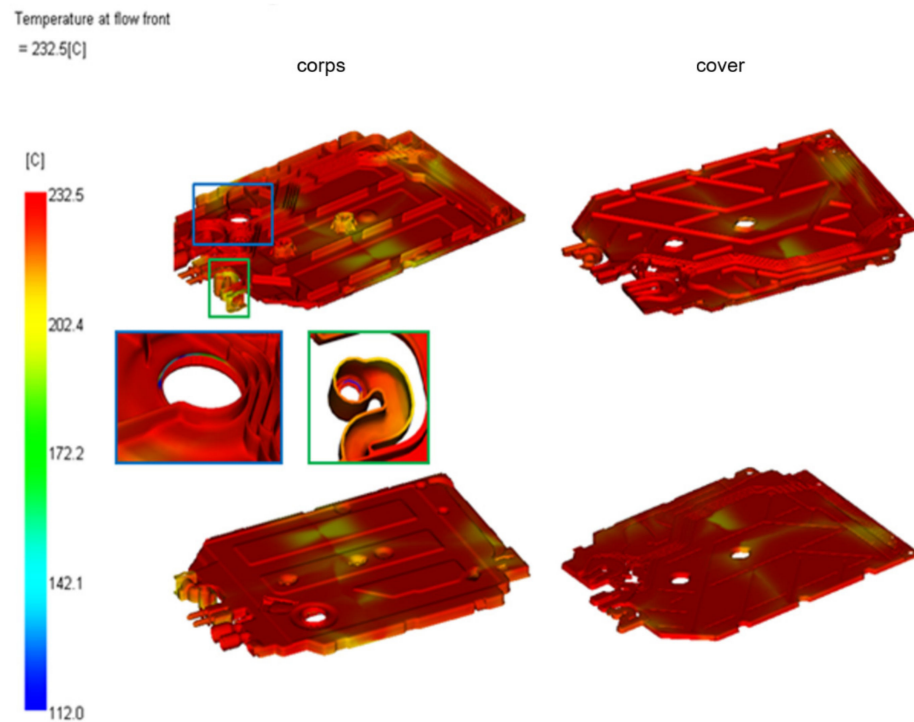 Temperature at flow front
= 232.5[C]
corps
cover
[C]
232.5
202.4
172.2
142.1
112.0